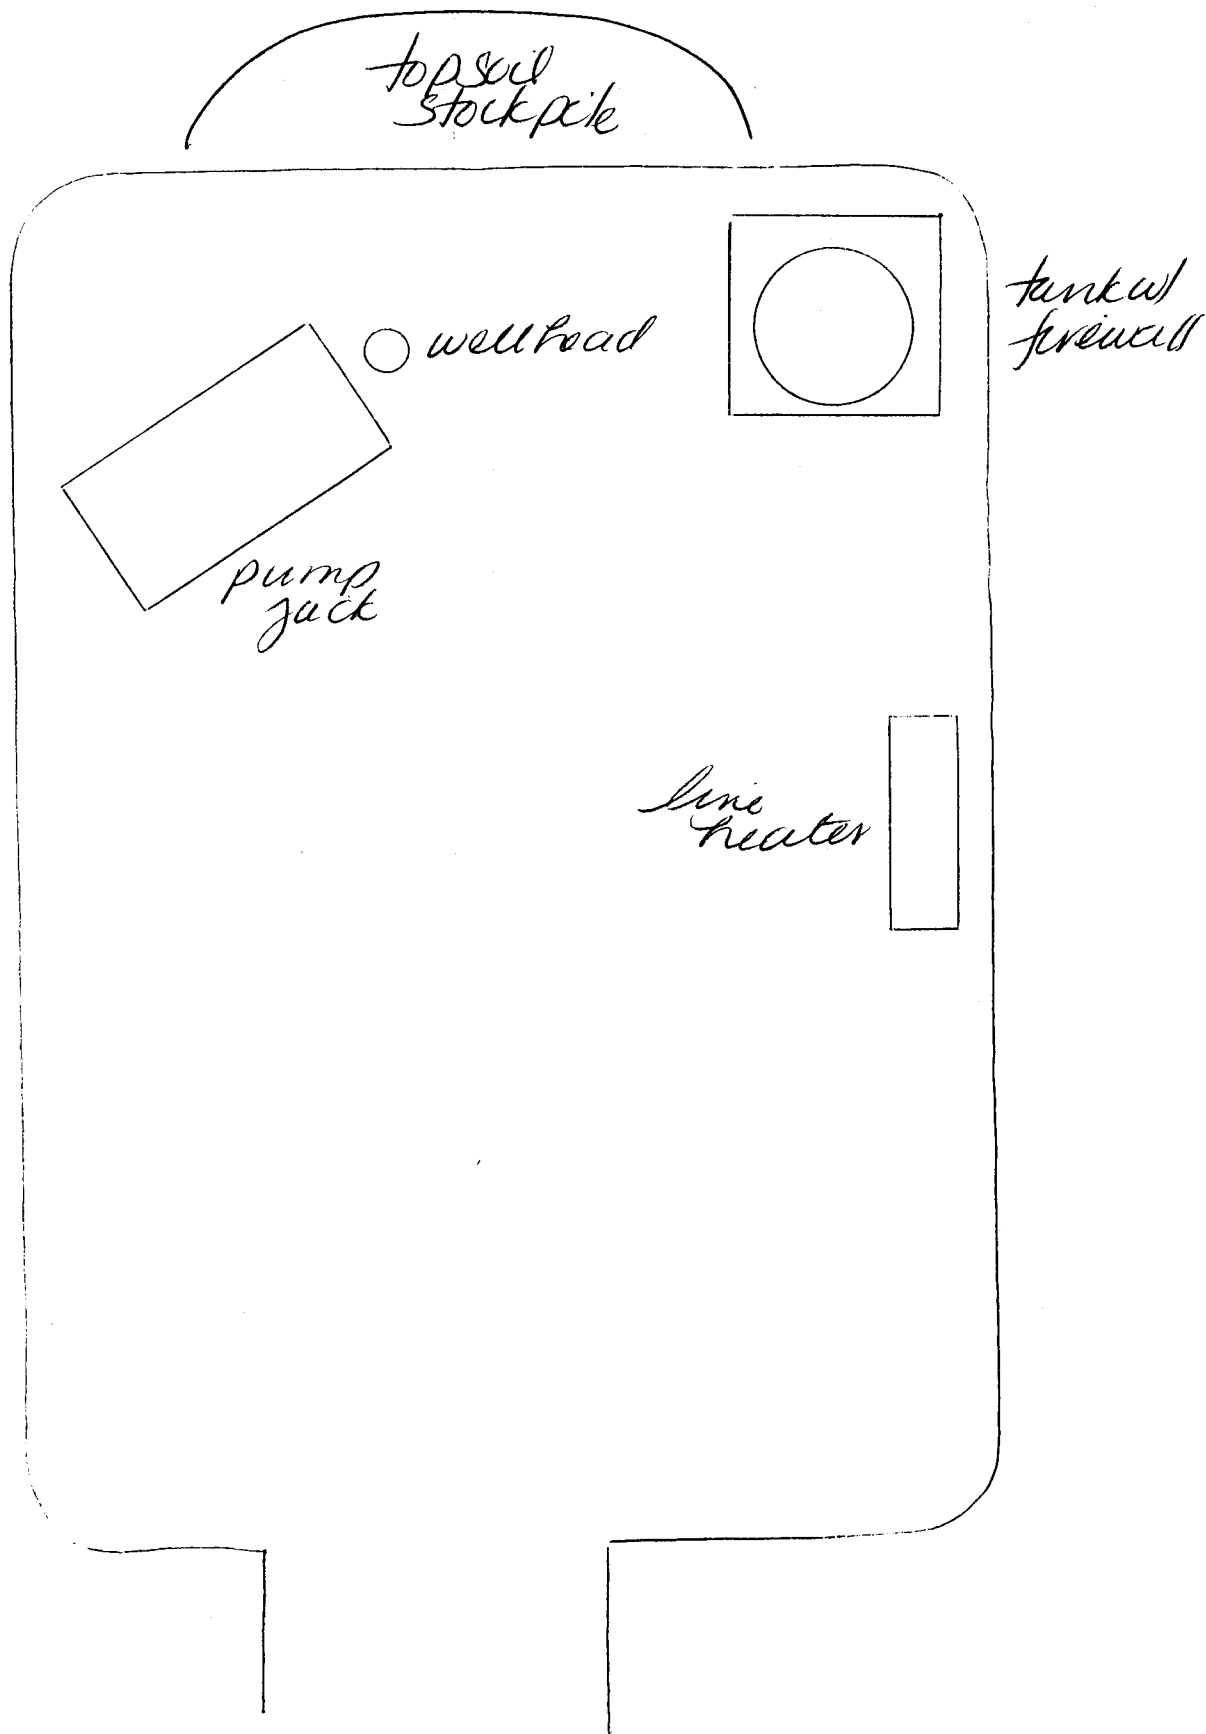 topsoil
stockpile
tank w/
firewall
wellhead
pump
jack
line
heater